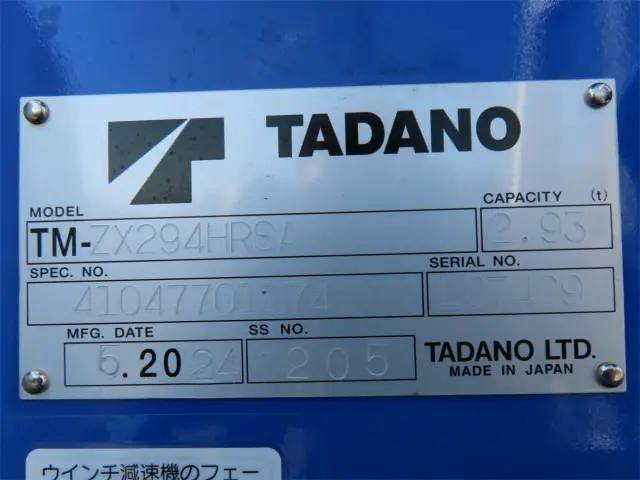 TADANO
MODEL
TM-ZX294HRSA
CAPACITY (t)
2.93
SPEC. NO.
SERIAL NO.
MFG. DATE
5.2024
SS NO.
205
TADANO LTD.
MADE IN JAPAN
ウインチ減速機のフェー